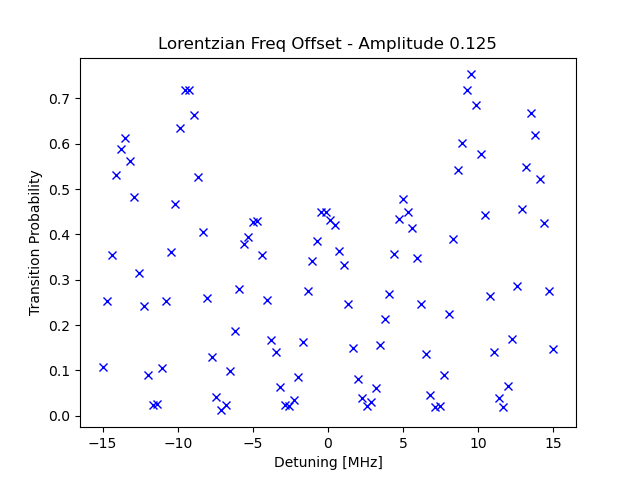 Lorentzian Freq Offset - Amplitude 0.125
Transition Probability
0.7
0.6
0.5
0.4
0.3
0.2
0.1
0.0
−15 −10 −5 0 5 10 15
Detuning [MHz]